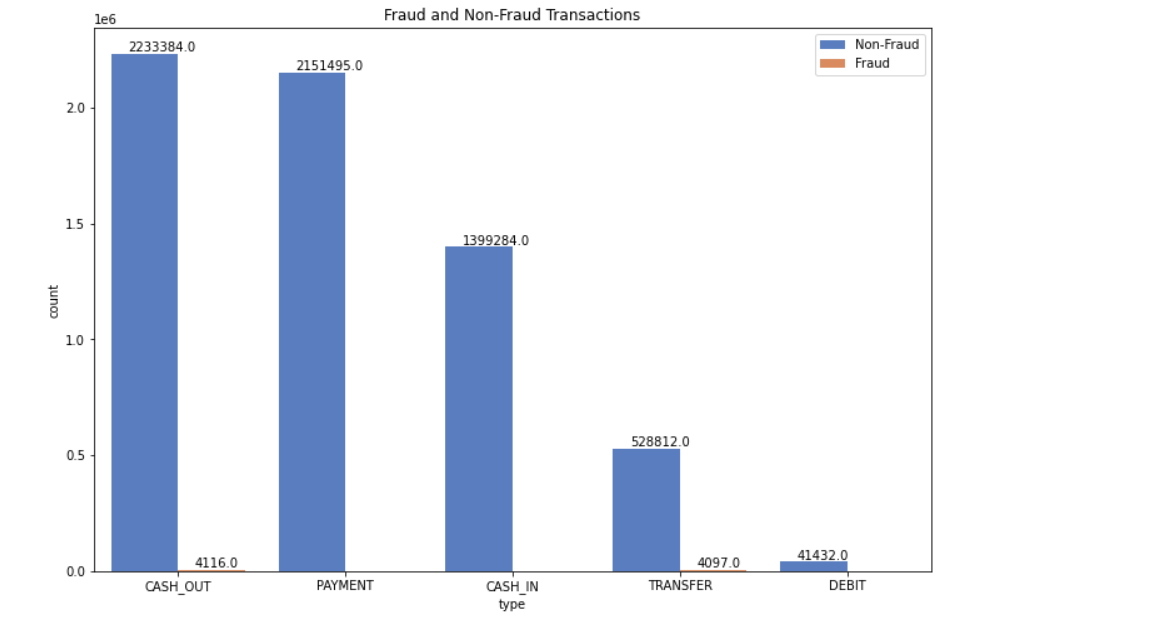 Fraud and Non-Fraud Transactions
1e6
Non-Fraud
Fraud
2233384.0
2151495.0
1399284.0
528812.0
41432.0
4116.0
4097.0
2.0
1.5
1.0
0.5
0.0
count
CASH_OUT PAYMENT CASH_IN TRANSFER DEBIT
type